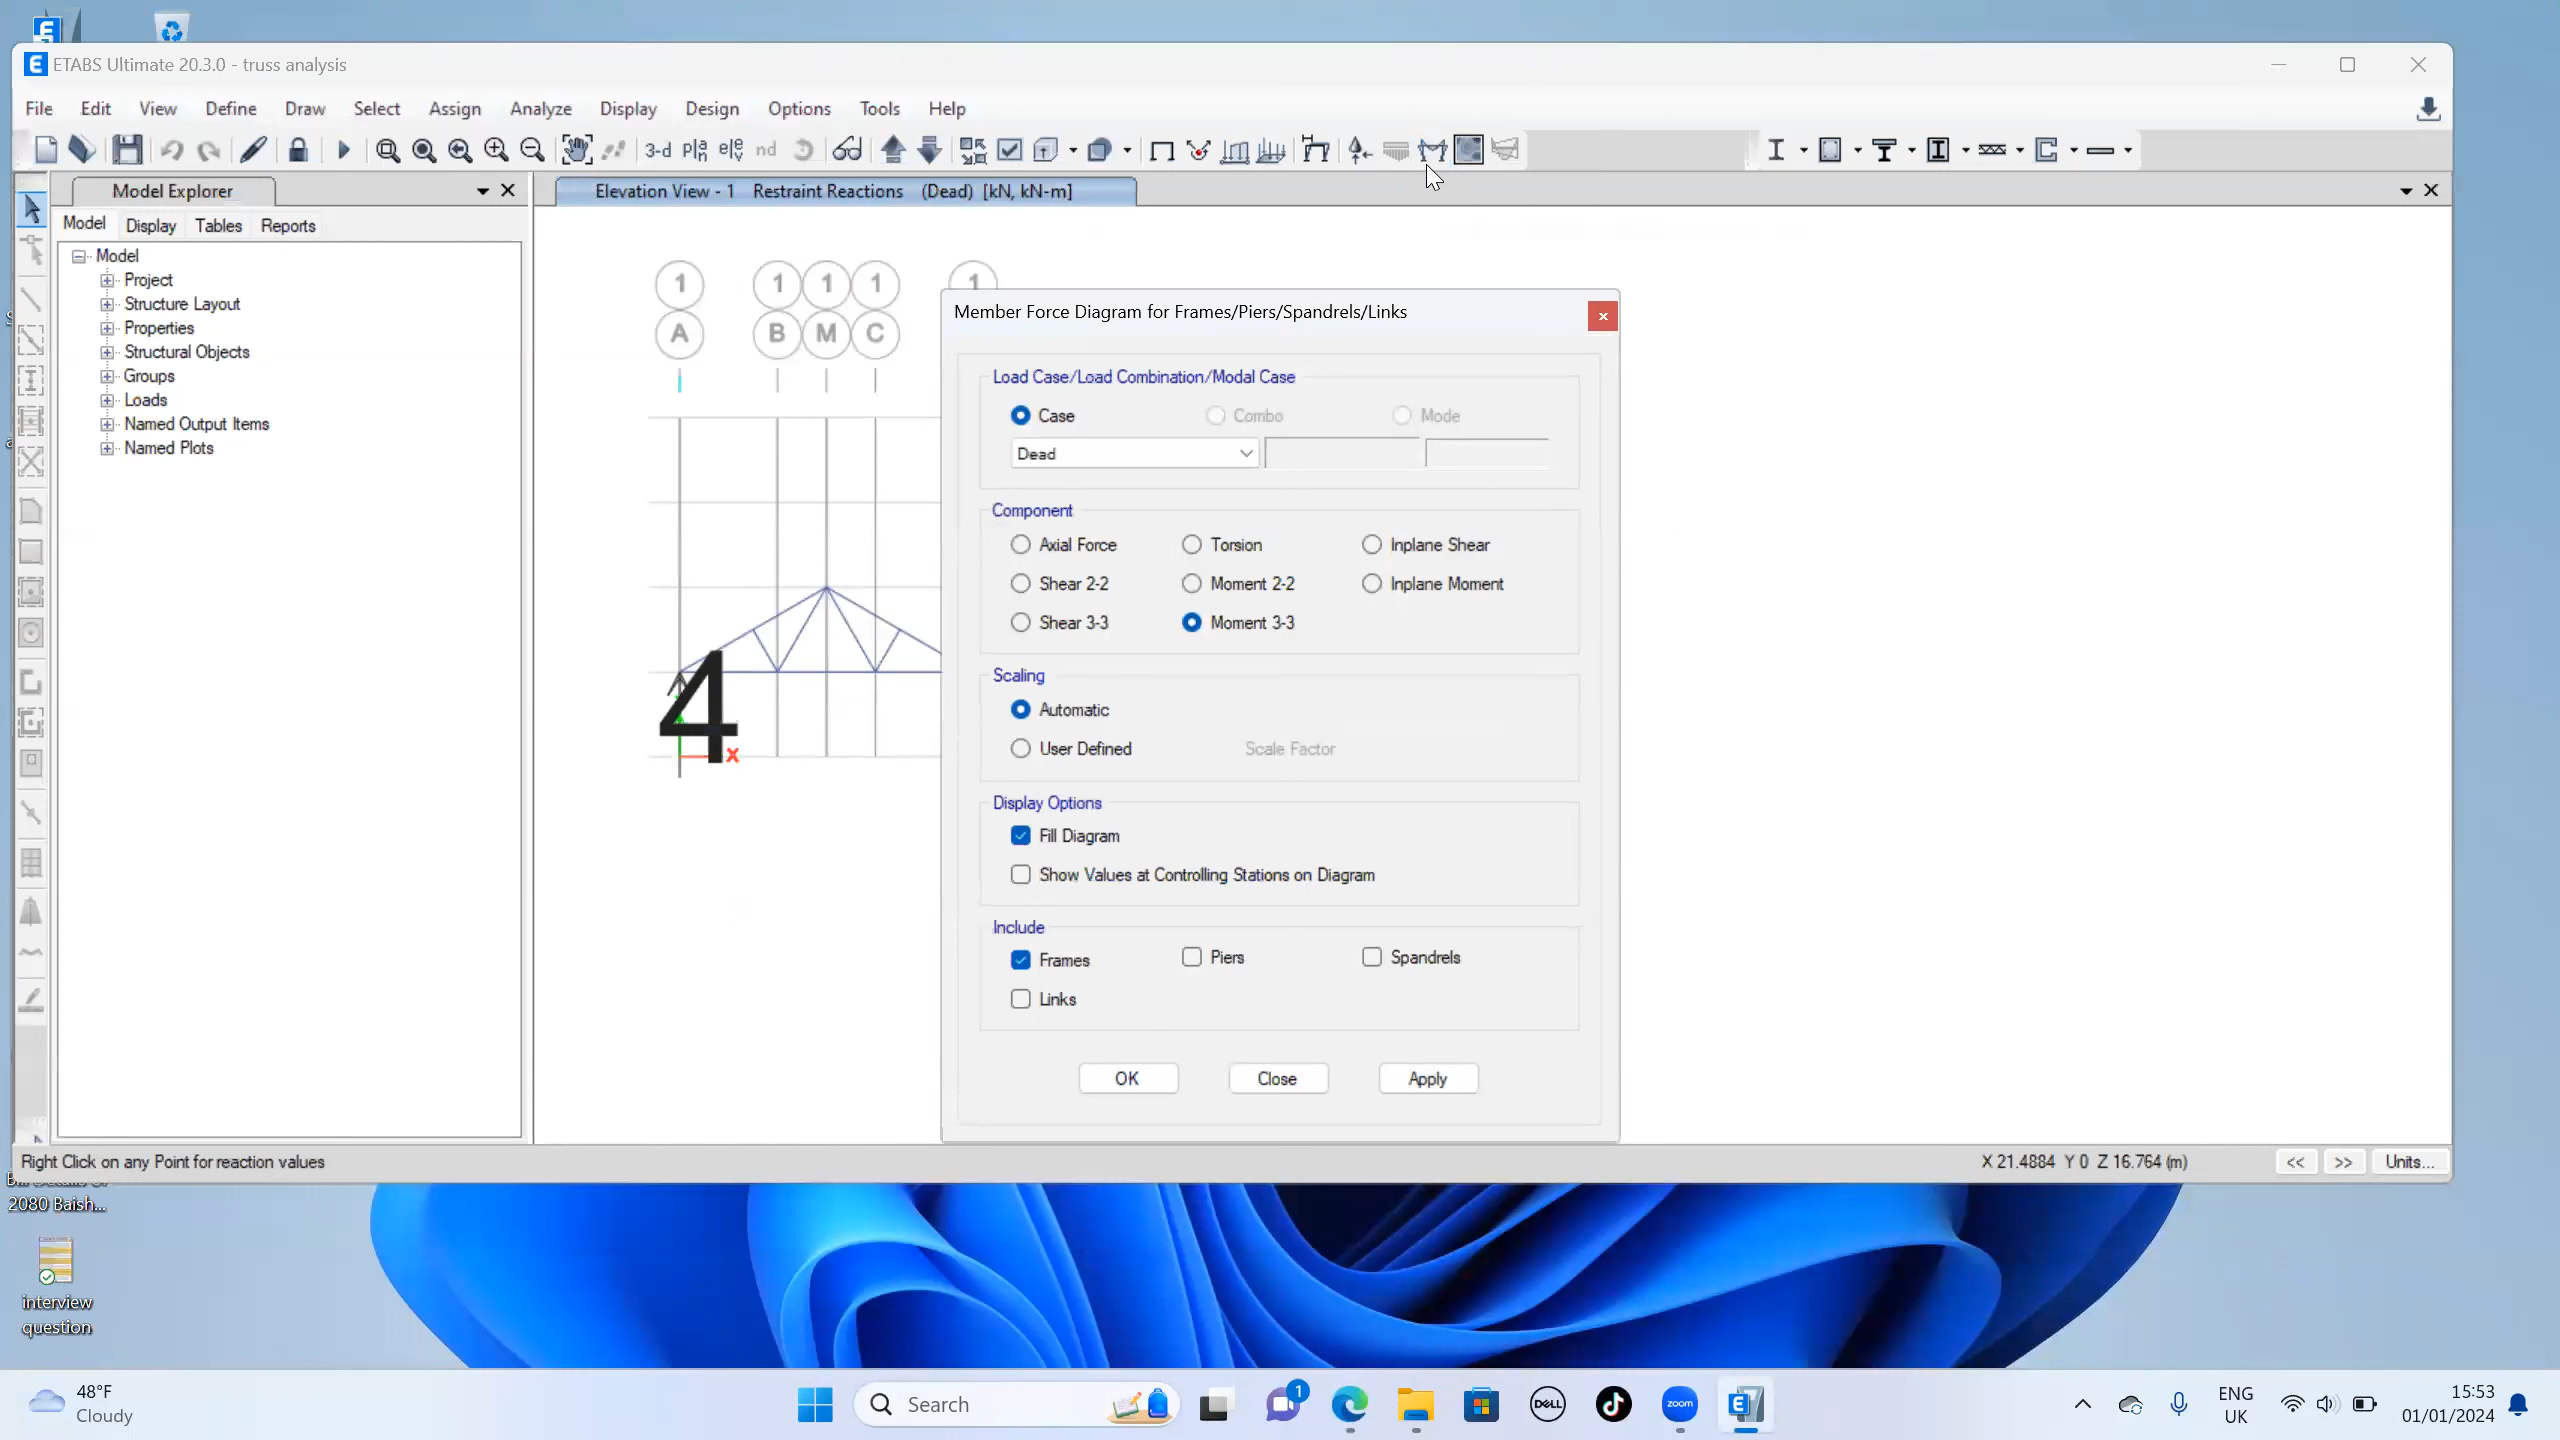 ETABS Ultimate 20.3.0 - truss analysis
File Edit View Define Draw Select Assign Analyze Display Design Options Tools Help
3-d
nd
Model Explorer
Elevation View - 1 Restraint Reactions (Dead) [kN, kN-m]
Model Display Tables Reports
Model
Project
Structure Layout
Properties
Structural Objects
Groups
Loads
Named Output Items
Named Plots
1 1 1 1 1
A B M C
4
X
Member Force Diagram for Frames/Piers/Spandrels/Links
Load Case/Load Combination/Modal Case
Case Combo Mode
Dead
Component
Axial Force Torsion Inplane Shear
Shear 2-2 Moment 2-2 Inplane Moment
Shear 3-3 Moment 3-3
Scaling
Automatic
User Defined Scale Factor
Display Options
Fill Diagram
Show Values at Controlling Stations on Diagram
Include
Frames Piers Spandrels
Links
OK Close Apply
Right Click on any Point for reaction values
X 21.4884 Y 0 Z 16.764 (m)
<< >> Units...
2080 Baish...
interview
question
48°F
Cloudy
Search
1
DELL
zoom
ENG
UK
15:53
01/01/2024